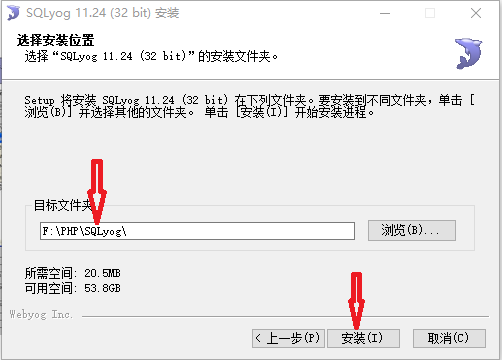 SQLyog 11.24 (32 bit) 安装
选择安装位置
选择“SQLyog 11.24 (32 bit)”的安装文件夹。
Setup 将安装 SQLyog 11.24 (32 bit) 在下列文件夹。要安装到不同文件夹，单击 [
浏览(B)] 并选择其他的文件夹。 单击 [安装(I)] 开始安装进程。
目标文件夹
F:\PHP\SQLyog\
浏览(B)...
所需空间: 20.5MB
可用空间: 53.8GB
Webyog Inc.
< 上一步(P)
安装(I)
取消(C)